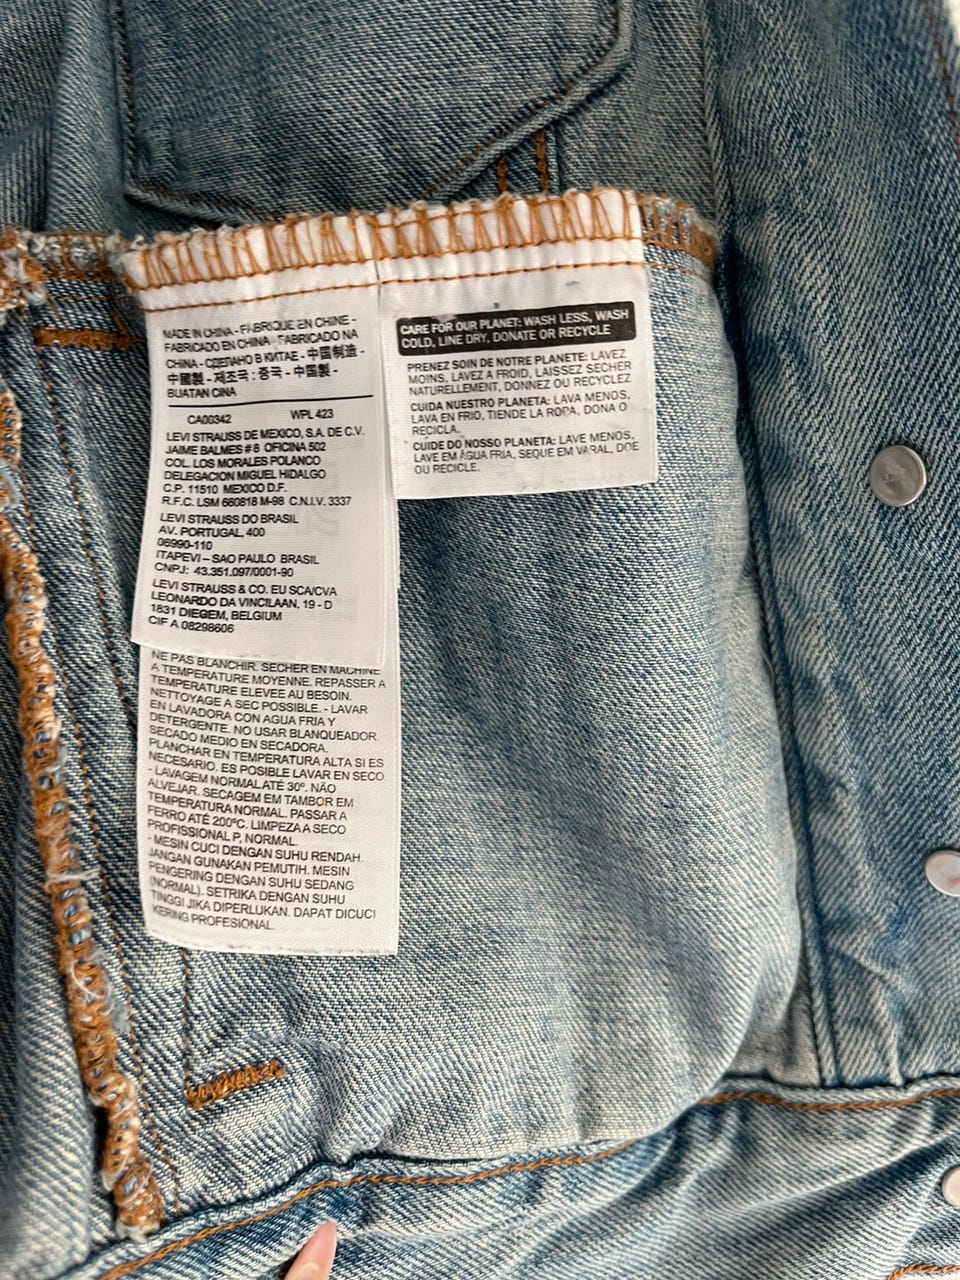 MADE IN CHINA - FABRIQUE EN CHINE -
FABRICADO EN CHINA - FABRICADO NA
CHINA - СДЕЛАНО В КИТАЕ - 中国制造 -
中國製 - 제조국 : 중국 - 中国製 -
BUATAN CINA
CA00342 WPL 423
LEVI STRAUSS DE MEXICO, S.A. DE C.V.
JAIME BALMES # 8 OFICINA 502
COL. LOS MORALES POLANCO
DELEGACION MIGUEL HIDALGO
C.P. 11510 MEXICO D.F.
R.F.C. LSM 660818 M-98 C.N.I.V. 3337
LEVI STRAUSS DO BRASIL
AV. PORTUGAL, 400
06990-110
ITAPEVI – SAO PAULO BRASIL
CNPJ: 43.351.097/0001-90
LEVI STRAUSS & CO. EU SCA/CVA
LEONARDO DA VINCILAAN, 19 - D
1831 DIEGEM, BELGIUM
CIF A 08298606
NE PAS BLANCHIR. SECHER EN MACHINE
A TEMPERATURE MOYENNE. REPASSER A
TEMPERATURE ELEVEE AU BESOIN.
NETTOYAGE A SEC POSSIBLE. - LAVAR
EN LAVADORA CON AGUA FRIA Y
DETERGENTE. NO USAR BLANQUEADOR.
SECADO MEDIO EN SECADORA.
PLANCHAR EN TEMPERATURA ALTA SI ES
NECESARIO. ES POSIBLE LAVAR EN SECO.
- LAVAGEM NORMAL ATÉ 30º. NÃO
ALVEJAR. SECAGEM EM TAMBOR EM
TEMPERATURA NORMAL. PASSAR A
FERRO ATÉ 200ºC. LIMPEZA A SECO
PROFISSIONAL P, NORMAL.
- MESIN CUCI DENGAN SUHU RENDAH.
JANGAN GUNAKAN PEMUTIH. MESIN
PENGERING DENGAN SUHU SEDANG
(NORMAL). SETRIKA DENGAN SUHU
TINGGI JIKA DIPERLUKAN. DAPAT DICUCI
KERING PROFESIONAL.
CARE FOR OUR PLANET: WASH LESS, WASH
COLD, LINE DRY, DONATE OR RECYCLE
PRENEZ SOIN DE NOTRE PLANETE: LAVEZ
MOINS, LAVEZ A FROID, LAISSEZ SECHER
NATURELLEMENT, DONNEZ OU RECYCLEZ
CUIDA NUESTRO PLANETA: LAVA MENOS,
LAVA EN FRIO, TIENDE LA ROPA, DONA O
RECICLA.
CUIDE DO NOSSO PLANETA: LAVE MENOS,
LAVE EM ÁGUA FRIA, SEQUE EM VARAL, DOE
OU RECICLE.